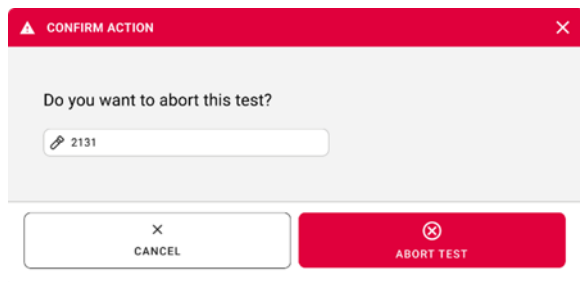 CONFIRM ACTION
Do you want to abort this test?
2131
CANCEL
ABORT TEST